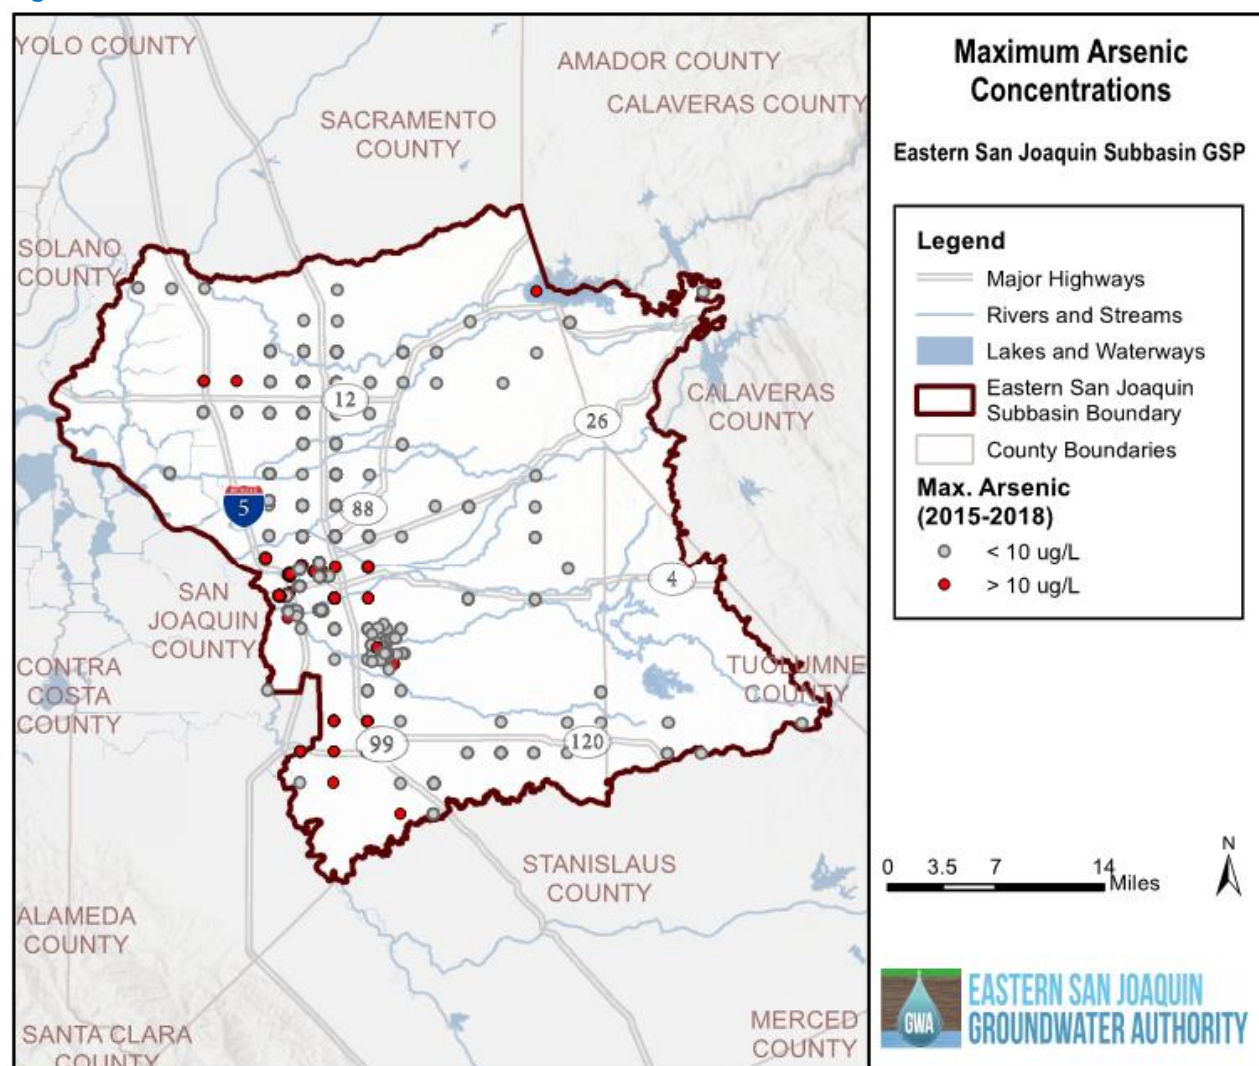 YOLO COUNTY
AMADOR COUNTY
CALAVERAS COUNTY
SACRAMENTO
COUNTY
SOLANO
COUNTY
12
CALAVERAS
COUNTY
26
5
88
4
SAN
JOAQUIN
COUNTY
CONTRA
COSTA
COUNTY
TUOLUMNE
COUNTY
99
120
STANISLAUS
COUNTY
ALAMEDA
COUNTY
SANTA CLARA
COUNTY
MERCED
COUNTY
Maximum Arsenic
Concentrations
Eastern San Joaquin Subbasin GSP
Legend
Major Highways
Rivers and Streams
Lakes and Waterways
Eastern San Joaquin
Subbasin Boundary
County Boundaries
Max. Arsenic
(2015-2018)
< 10 ug/L
> 10 ug/L
N
0 3.5 7 14
Miles
GWA
EASTERN SAN JOAQUIN
GROUNDWATER AUTHORITY